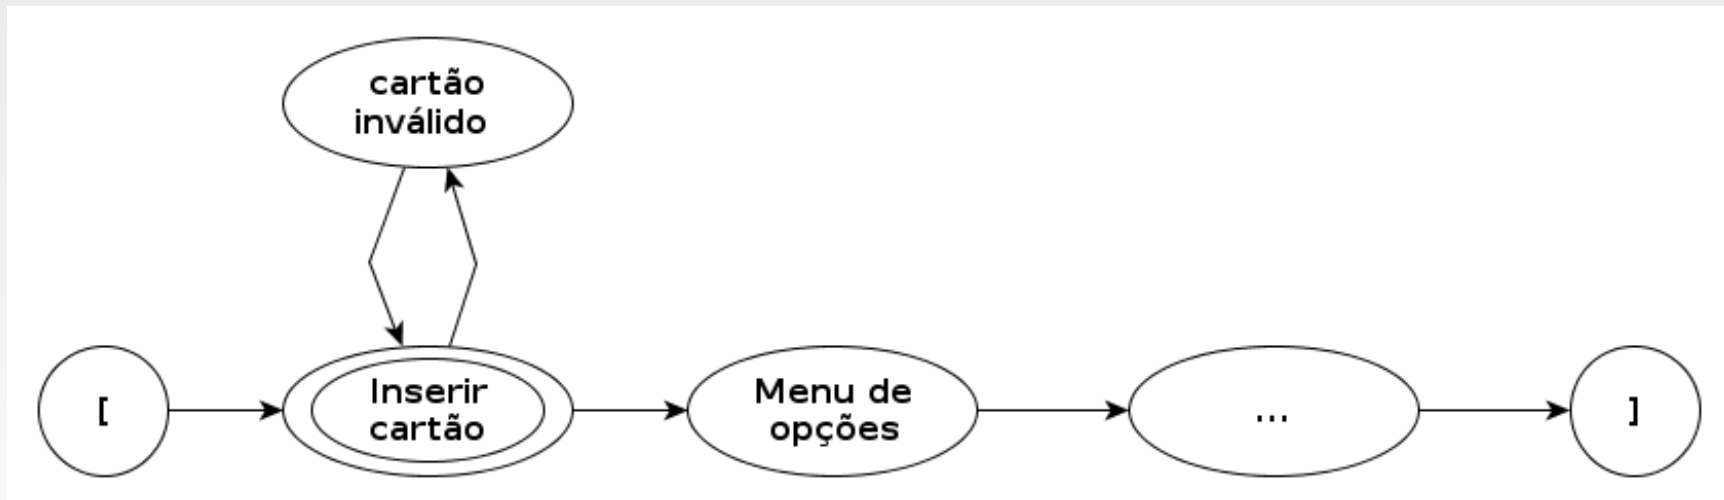 cartão
inválido
[
Inserir
cartão
Menu de
opções
...
]